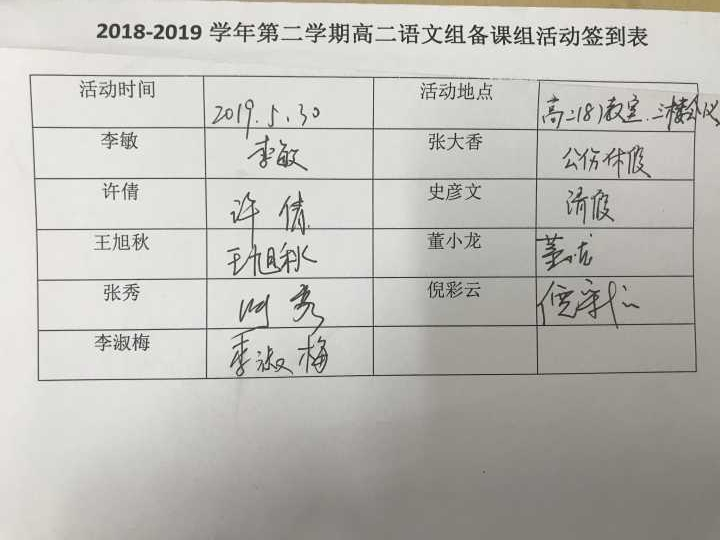 2018-2019 学年第二学期高二语文组备课组活动签到表
活动时间 2019.5.30 活动地点 高二(8)教室.三楼会议
李敏 李敏 张大香 公伤休假
许倩 许倩 史彦文 请假
王旭秋 王旭秋 董小龙 董小龙
张秀 张秀 倪彩云 倪彩云
李淑梅 李淑梅